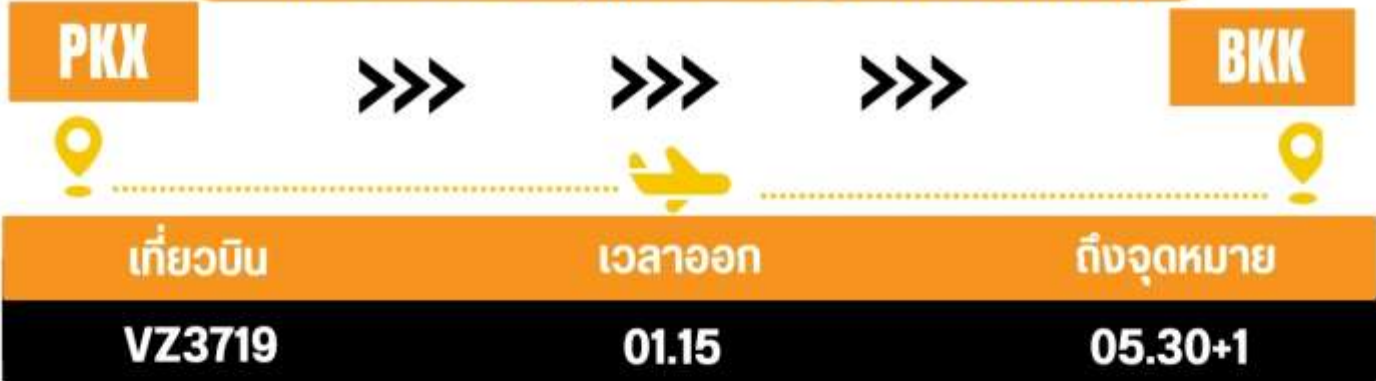 PKX >>> >>> >>> BKK
เที่ยวบิน เวลาออก ถึงจุดหมาย
VZ3719 01.15 05.30+1